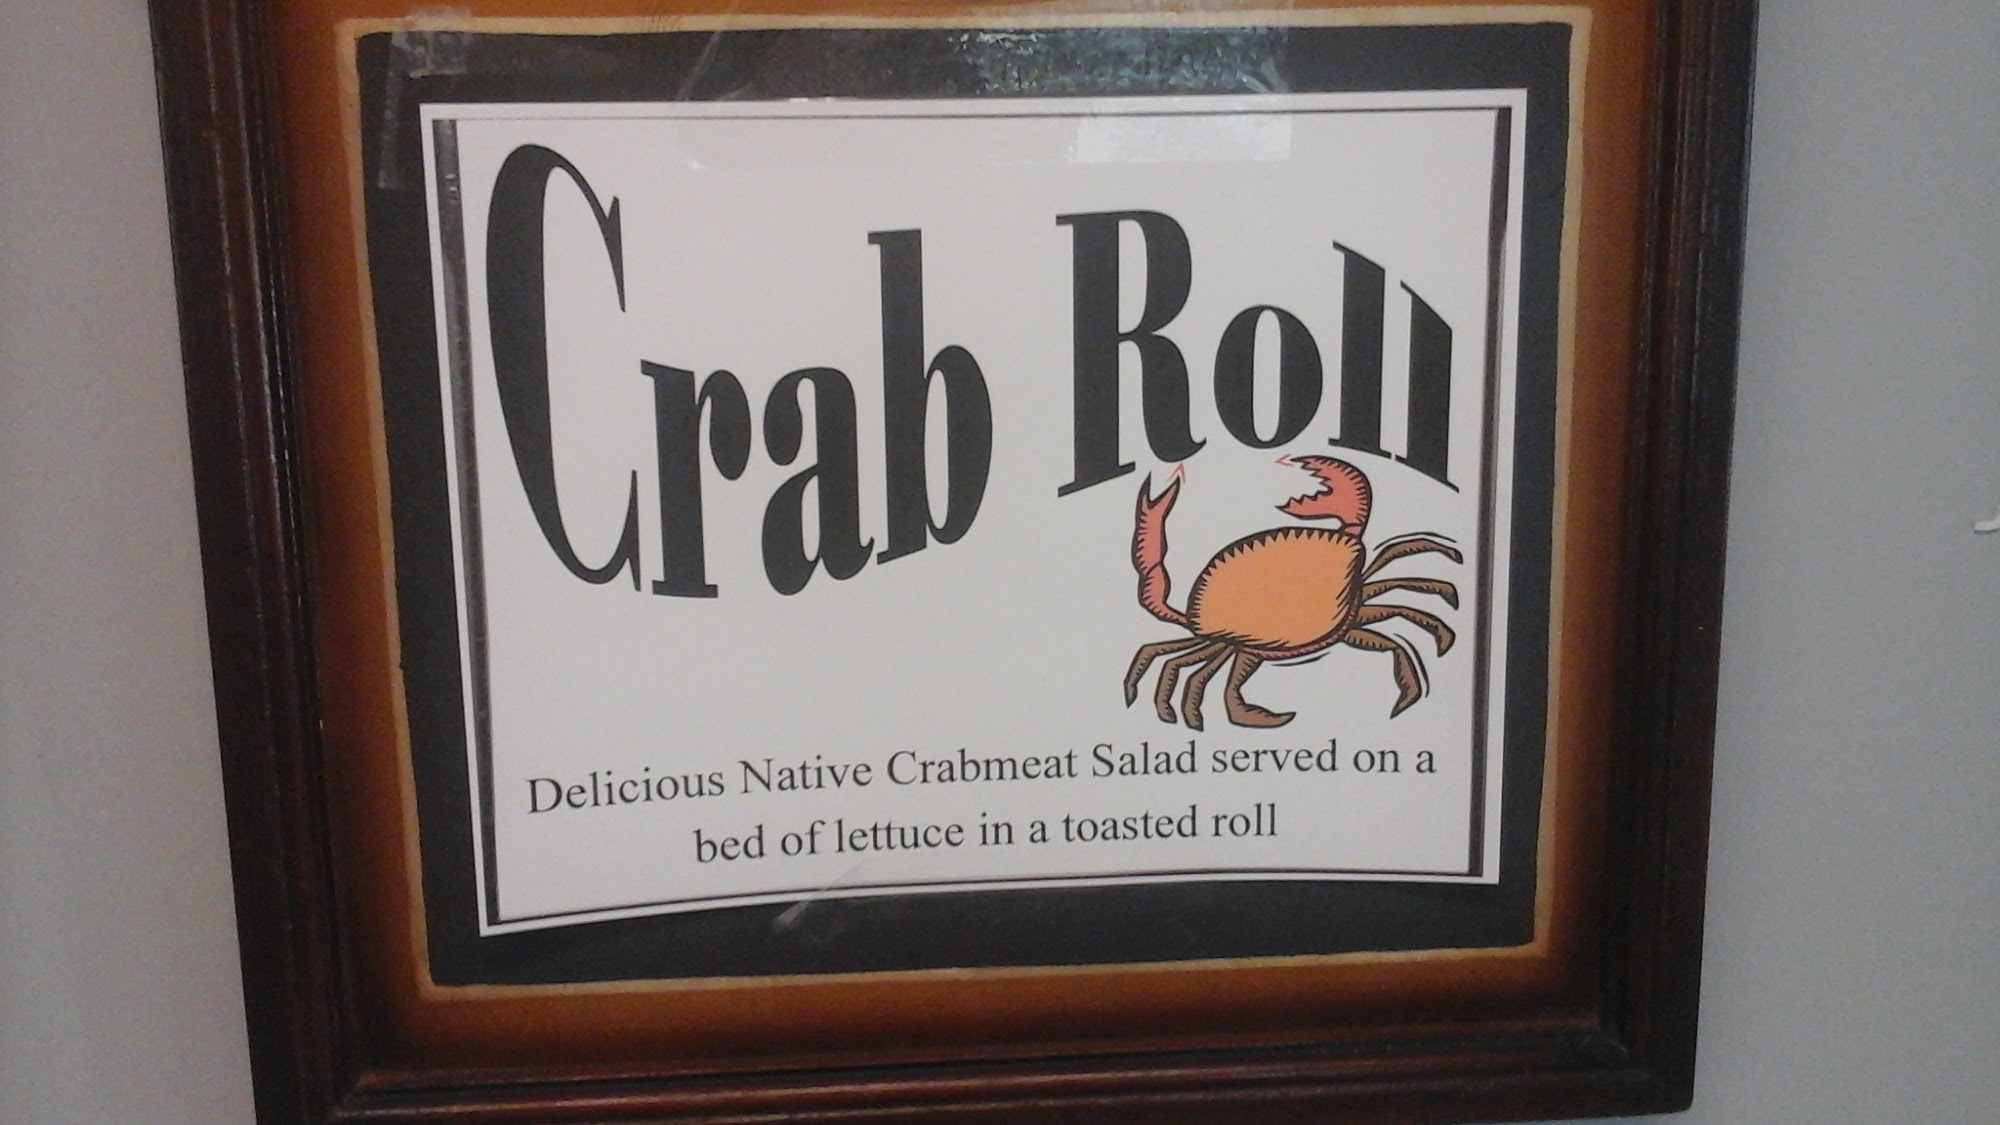 Crab Roll
Delicious Native Crabmeat Salad served on a
bed of lettuce in a toasted roll